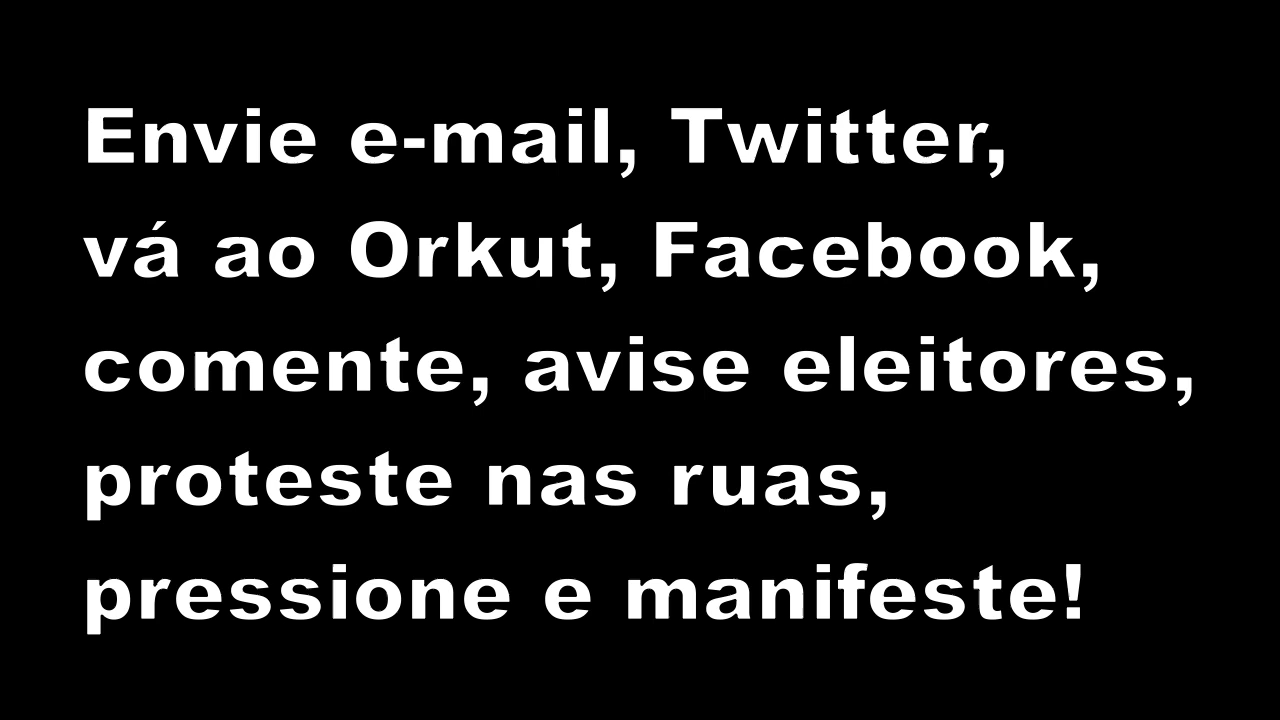 Envie e-mail, Twitter,
vá ao Orkut, Facebook,
comente, avise eleitores,
proteste nas ruas,
pressione e manifeste!